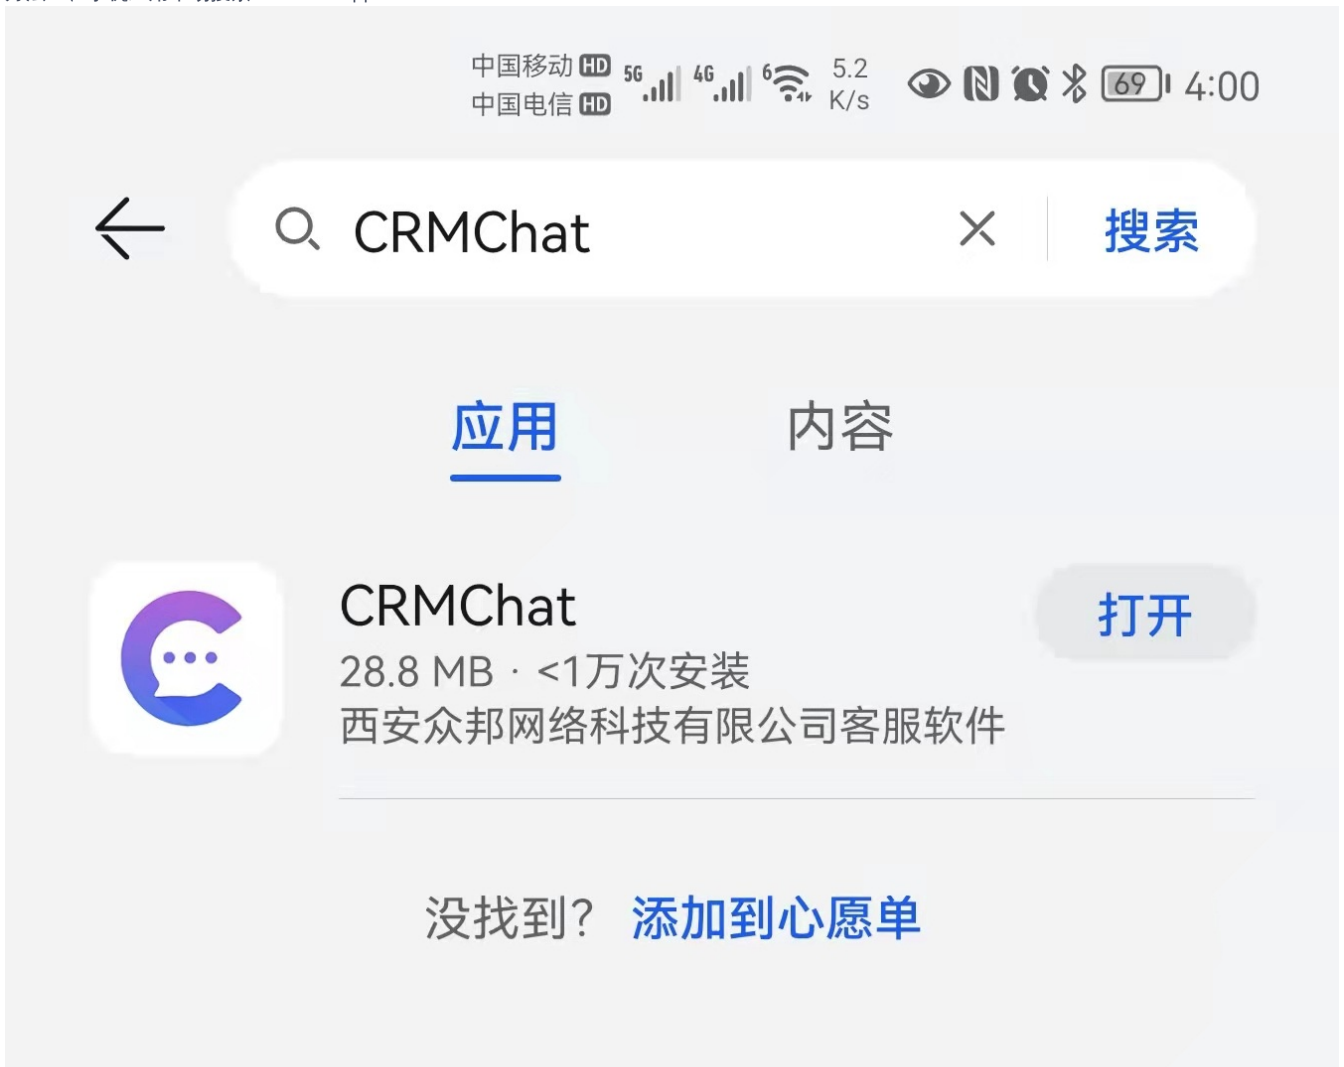 中国移动 HD 5G 4G 6 5.2 69 4:00
中国电信 HD K/s
CRMChat 搜索
应用 内容
CRMChat 打开
28.8 MB · <1万次安装
西安众邦网络科技有限公司客服软件
没找到? 添加到心愿单